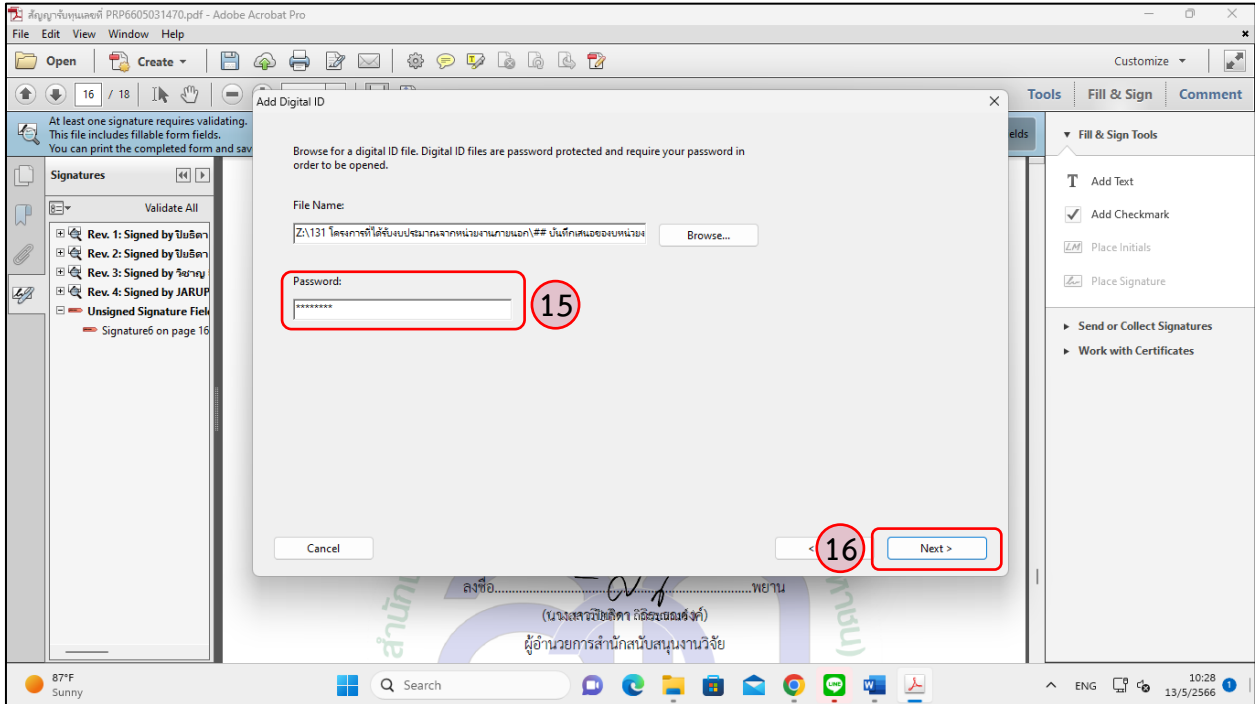 สัญญารับทุนเลขที่ PRP6605031470.pdf - Adobe Acrobat Pro
File Edit View Window Help
Open Create Customize
16 / 18 Tools Fill & Sign Comment
At least one signature requires validating.
This file includes fillable form fields.
You can print the completed form and sav
elds
Signatures
Validate All
Rev. 1: Signed by ปิยธิดา
Rev. 2: Signed by ปิยธิดา
Rev. 3: Signed by วิชาญ
Rev. 4: Signed by JARUP
Unsigned Signature Fiel
Signature6 on page 16
Add Digital ID
Browse for a digital ID file. Digital ID files are password protected and require your password in
order to be opened.
File Name:
Z:\131 โครงการที่ได้รับงบประมาณจากหน่วยงานภายนอก\## บันทึกเสนอของบหน่วยง
Browse...
Password:
********
15
Cancel
<
16
Next >
Fill & Sign Tools
T Add Text
Add Checkmark
LM Place Initials
Place Signature
Send or Collect Signatures
Work with Certificates
ลงชื่อ พยาน
ผู้อำนวยการสำนักสนับสนุนงานวิจัย
สำนัก
าชน)
87°F
Sunny
Search
ENG
10:28
13/5/2566
1